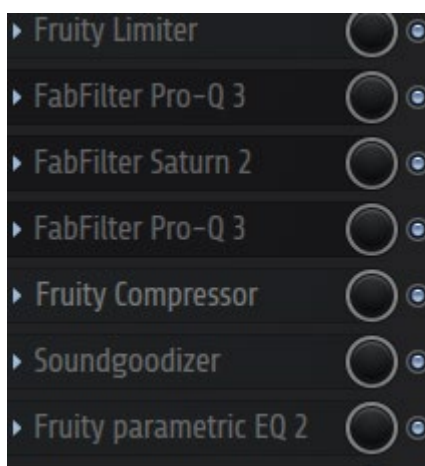 Fruity Limiter
FabFilter Pro-Q 3
FabFilter Saturn 2
FabFilter Pro-Q 3
Fruity Compressor
Soundgoodizer
Fruity parametric EQ 2